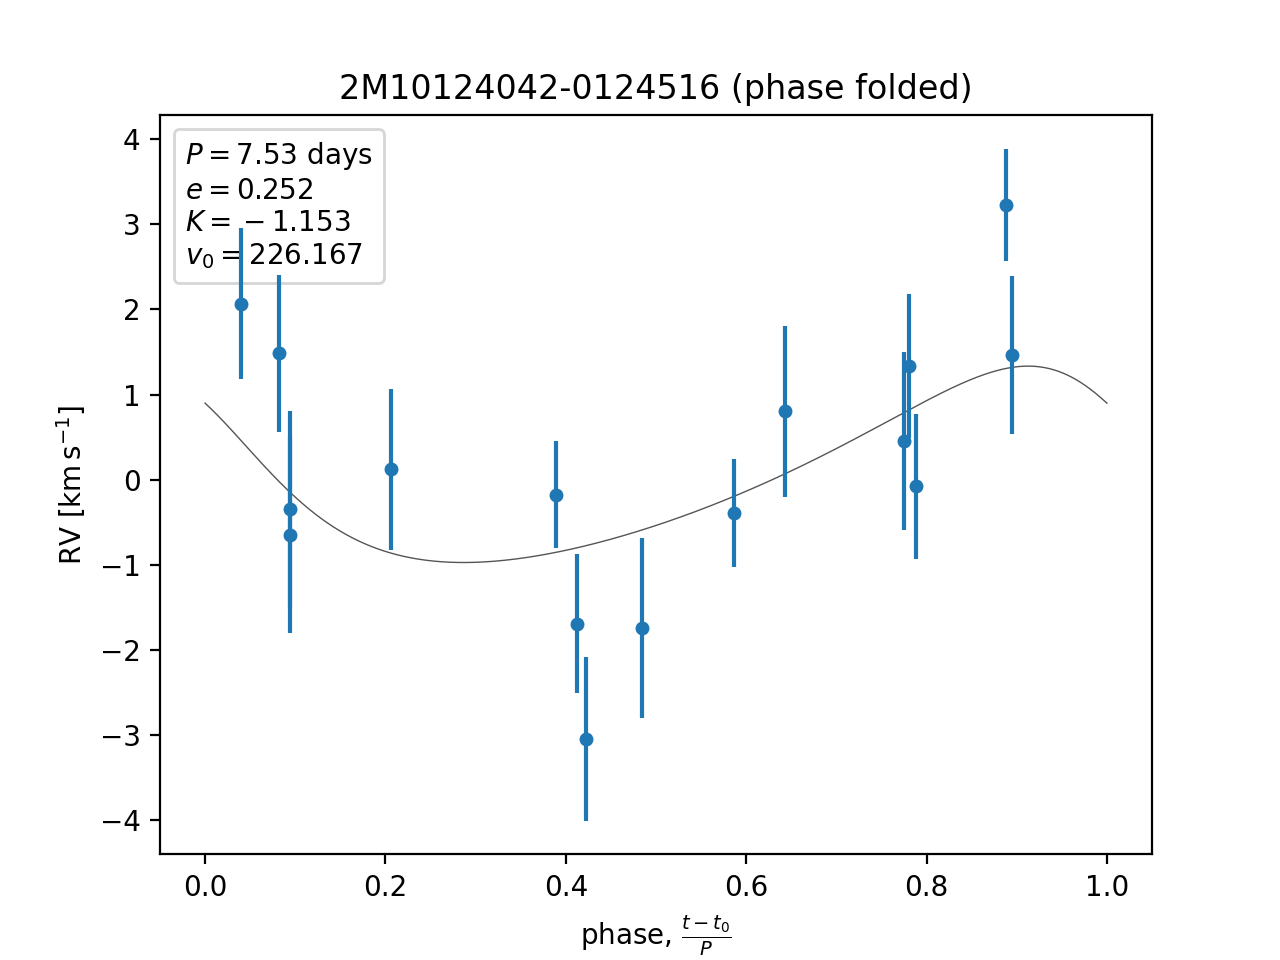 2M10124042-0124516 (phase folded)
P = 7.53 days
e = 0.252
K = −1.153
v₀ = 226.167
4
3
2
1
0
−1
−2
−3
−4
RV [km s⁻¹]
0.0 0.2 0.4 0.6 0.8 1.0
phase, (t − t₀)/P